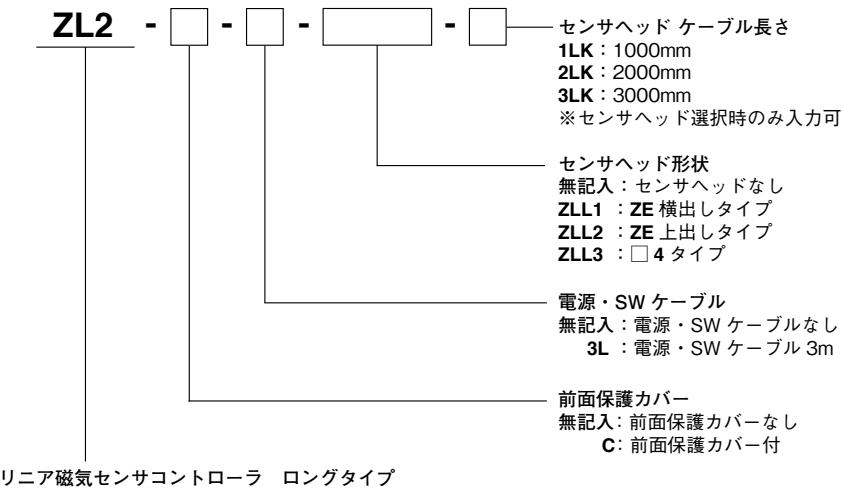 ZL2 - □ - □ - □ - □
センサヘッド ケーブル長さ
1LK：1000mm
2LK：2000mm
3LK：3000mm
※センサヘッド選択時のみ入力可
センサヘッド形状
無記入：センサヘッドなし
ZLL1 ：ZE 横出しタイプ
ZLL2 ：ZE 上出しタイプ
ZLL3 ：□ 4 タイプ
電源・SW ケーブル
無記入：電源・SW ケーブルなし
3L ：電源・SW ケーブル 3m
前面保護カバー
無記入：前面保護カバーなし
C：前面保護カバー付
リニア磁気センサコントローラ　ロングタイプ